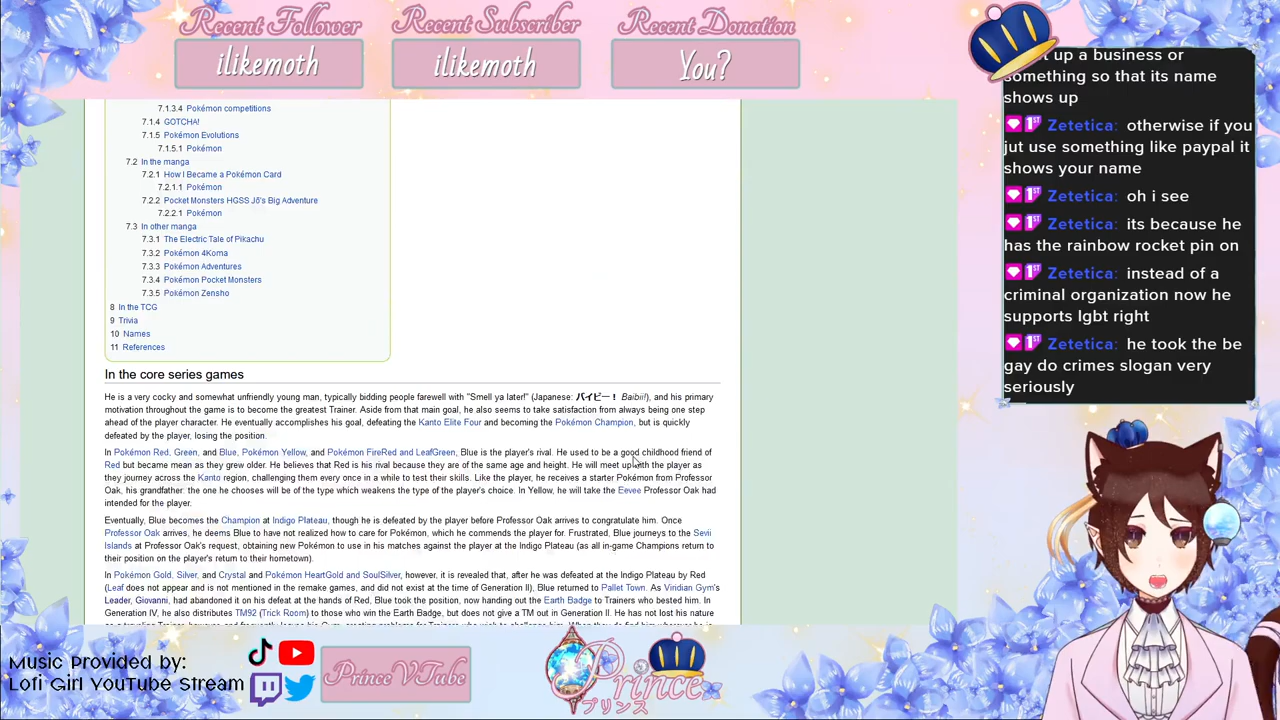 Recent Follower
ilikemoth
Recent Subscriber
ilikemoth
Recent Donation
You?
up a business or
something so that its name
shows up
Zetetica: otherwise if you
jut use something like paypal it
shows your name
Zetetica: oh i see
Zetetica: its because he
has the rainbow rocket pin on
Zetetica: instead of a
criminal organization now he
supports lgbt right
Zetetica: he took the be
gay do crimes slogan very
seriously
7.1.3.4 Pokémon competitions
7.1.4 GOTCHA!
7.1.5 Pokémon Evolutions
7.1.5.1 Pokémon
7.2 In the manga
7.2.1 How I Became a Pokémon Card
7.2.1.1 Pokémon
7.2.2 Pocket Monsters HGSS Jō's Big Adventure
7.2.2.1 Pokémon
7.3 In other manga
7.3.1 The Electric Tale of Pikachu
7.3.2 Pokémon 4Koma
7.3.3 Pokémon Adventures
7.3.4 Pokémon Pocket Monsters
7.3.5 Pokémon Zensho
8 In the TCG
9 Trivia
10 Names
11 References
In the core series games
He is a very cocky and somewhat unfriendly young man, typically bidding people farewell with "Smell ya later!" (Japanese: バイビー！ Baibii!), and his primary
motivation throughout the game is to become the greatest Trainer. Aside from that main goal, he also seems to take satisfaction from always being one step
ahead of the player character. He eventually accomplishes his goal, defeating the Kanto Elite Four and becoming the Pokémon Champion, but is quickly
defeated by the player, losing the position.
In Pokémon Red, Green, and Blue, Pokémon Yellow, and Pokémon FireRed and LeafGreen, Blue is the player's rival. He used to be a good childhood friend of
Red but became mean as they grew older. He believes that Red is his rival because they are of the same age and height. He will meet up with the player as
they journey across the Kanto region, challenging them every once in a while to test their skills. Like the player, he receives a starter Pokémon from Professor
Oak, his grandfather: the one he chooses will be of the type which weakens the type of the player's choice. In Yellow, he will take the Eevee Professor Oak had
intended for the player.
Eventually, Blue becomes the Champion at Indigo Plateau, though he is defeated by the player before Professor Oak arrives to congratulate him. Once
Professor Oak arrives, he deems Blue to have not realized how to care for Pokémon, which he commends the player for. Frustrated, Blue journeys to the Sevii
Islands at Professor Oak's request, obtaining new Pokémon to use in his matches against the player at the Indigo Plateau (as all in-game Champions return to
their position on the player's return to their hometown).
In Pokémon Gold, Silver, and Crystal and Pokémon HeartGold and SoulSilver, however, it is revealed that, after he was defeated at the Indigo Plateau by Red
(Leaf does not appear and is not mentioned in the remake games, and did not exist at the time of Generation II), Blue returned to Pallet Town. As Viridian Gym's
Leader, Giovanni, had abandoned it on his defeat at the hands of Red, Blue took the position, now handing out the Earth Badge to Trainers who bested him. In
Generation IV, he also distributes TM92 (Trick Room) to those who win the Earth Badge, but does not give a TM out in Generation II. He has not lost his nature
Music Provided by:
Lofi Girl YouTube Stream
PrinceVTube
Prince
プリンス